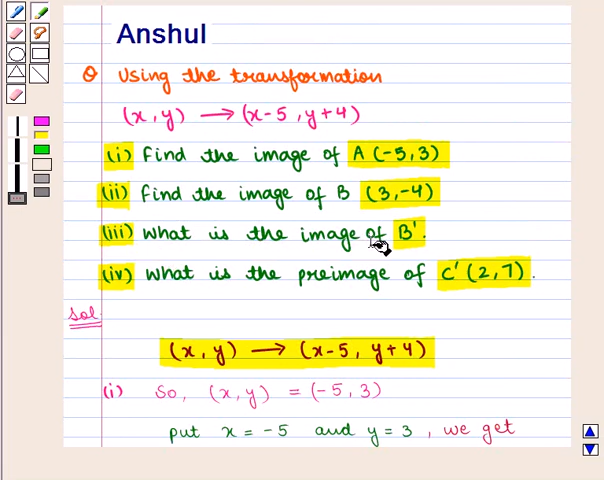 Anshul
Q Using the transformation
(x, y) → (x-5, y+4)
(i) Find the image of A (-5, 3)
(ii) Find the image of B (3, -4)
(iii) What is the image of B'.
(iv) What is the preimage of C' (2, 7).
Sol
(x, y) → (x-5, y+4)
(i) So, (x, y) = (-5, 3)
put x = -5 and y = 3, we get